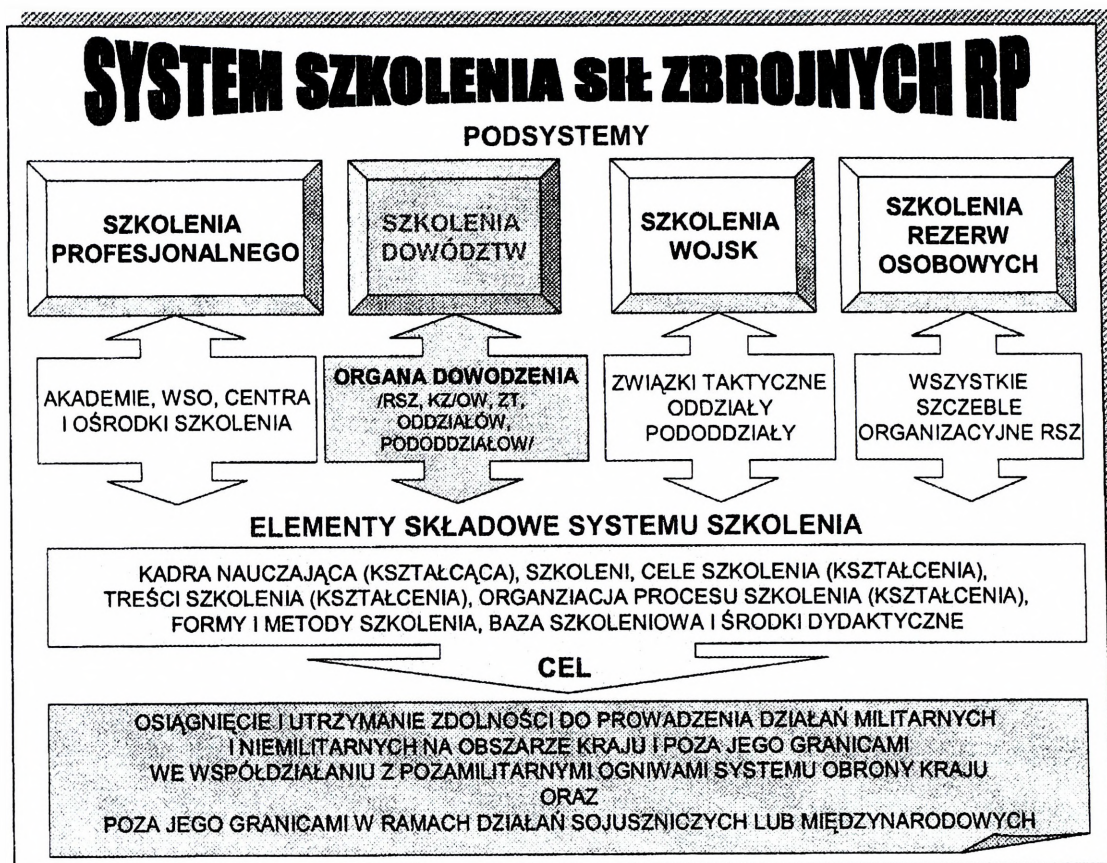 SYSTEM SZKOLENIA SIŁ ZBROJNYCH RP
PODSYSTEMY
SZKOLENIA
PROFESJONALNEGO
SZKOLENIA
DOWÓDZTW
SZKOLENIA
WOJSK
SZKOLENIA
REZERW
OSOBOWYCH
AKADEMIE, WSO, CENTRA
I OŚRODKI SZKOLENIA
ORGANA DOWODZENIA
/RSZ, KZ/OW, ZT,
ODDZIAŁÓW,
PODODDZIAŁOW/
ZWIĄZKI TAKTYCZNE
ODDZIAŁY
PODODDZIAŁY
WSZYSTKIE
SZCZEBLE
ORGANIZACYJNE RSZ
ELEMENTY SKŁADOWE SYSTEMU SZKOLENIA
KADRA NAUCZAJĄCA (KSZTAŁCĄCA), SZKOLENI, CELE SZKOLENIA (KSZTAŁCENIA),
TREŚCI SZKOLENIA (KSZTAŁCENIA), ORGANZIACJA PROCESU SZKOLENIA (KSZTAŁCENIA),
FORMY I METODY SZKOLENIA, BAZA SZKOLENIOWA I ŚRODKI DYDAKTYCZNE
CEL
OSIĄGNIĘCIE I UTRZYMANIE ZDOLNOŚCI DO PROWADZENIA DZIAŁAŃ MILITARNYCH
I NIEMILITARNYCH NA OBSZARZE KRAJU I POZA JEGO GRANICAMI
WE WSPÓŁDZIAŁANIU Z POZAMILITARNYMI OGNIWAMI SYSTEMU OBRONY KRAJU
ORAZ
POZA JEGO GRANICAMI W RAMACH DZIAŁAŃ SOJUSZNICZYCH LUB MIĘDZYNARODOWYCH